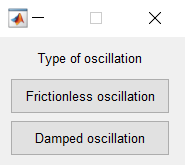 Type of oscillation
Frictionless oscillation
Damped oscillation